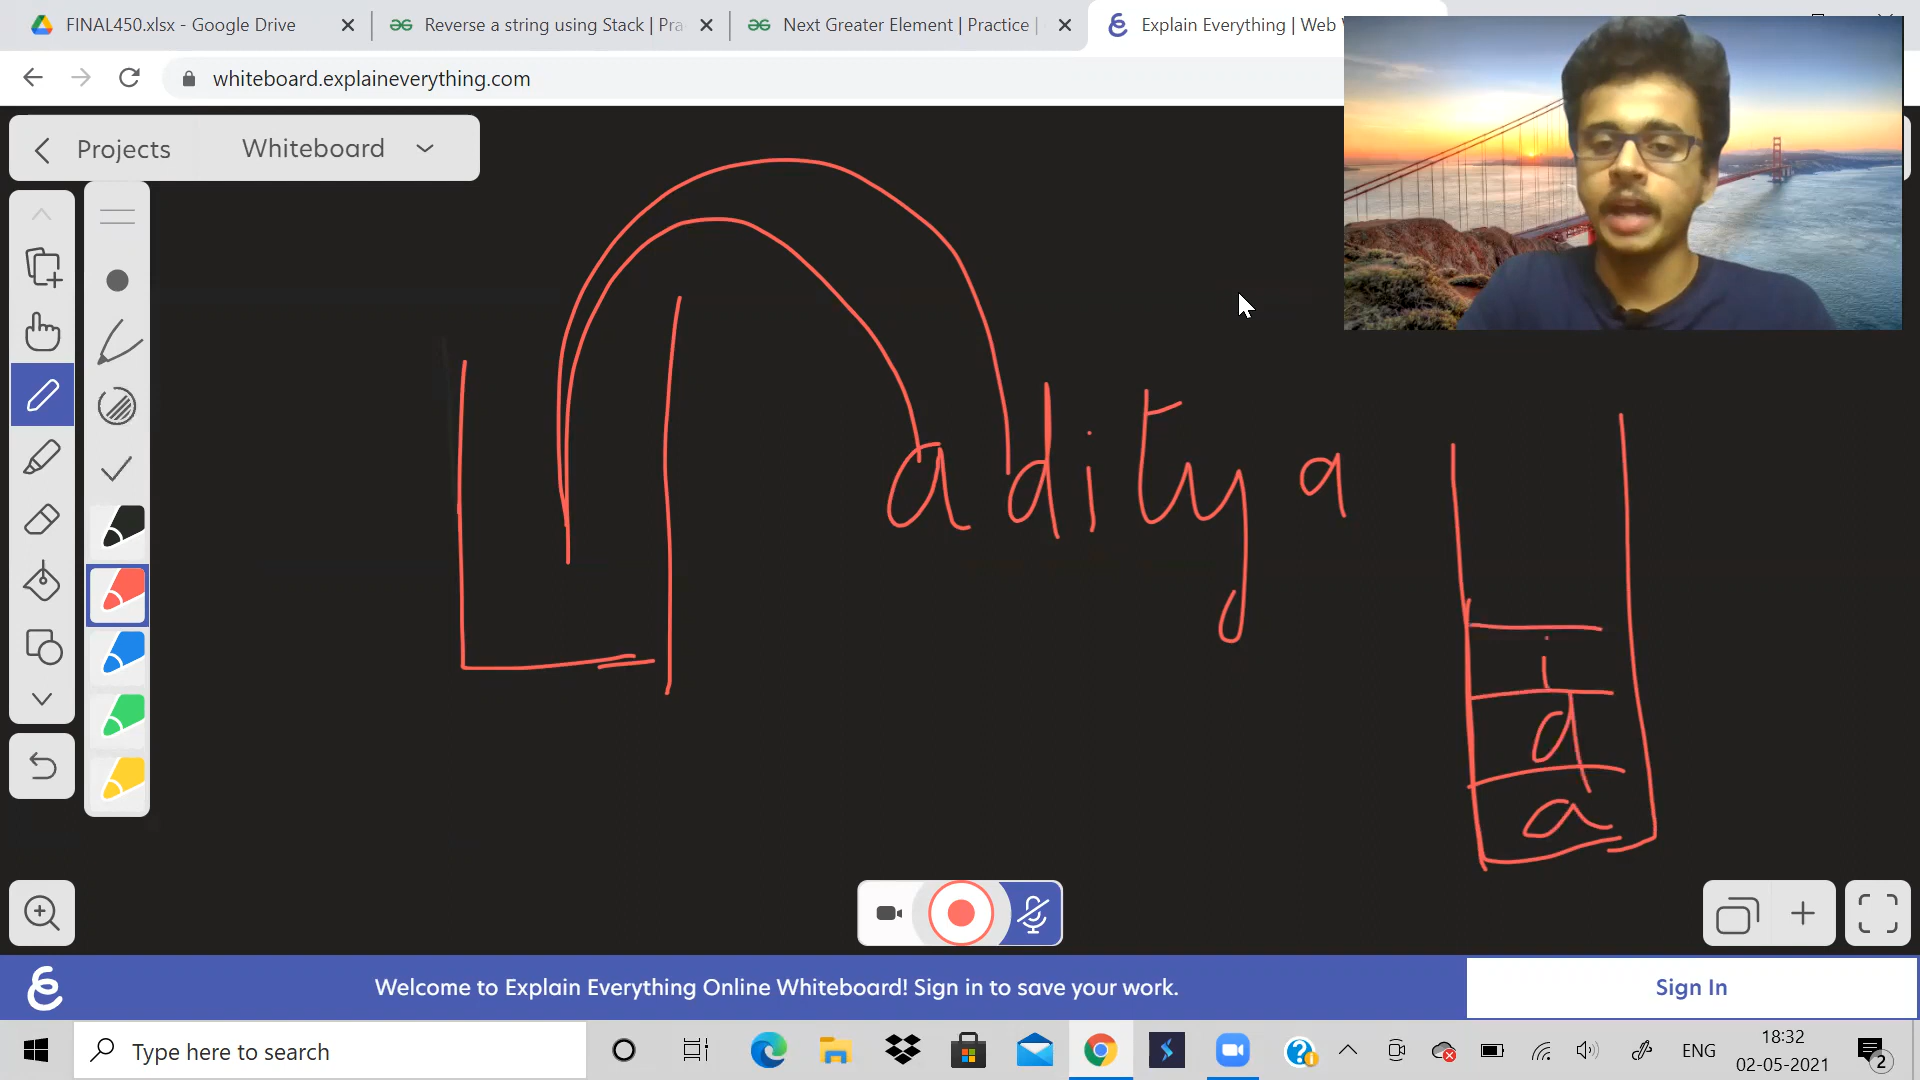 FINAL450.xlsx - Google Drive
Reverse a string using Stack | Pra
Next Greater Element | Practice |
Explain Everything | Web
whiteboard.explaineverything.com
Projects
Whiteboard
aditya
i
d
a
Welcome to Explain Everything Online Whiteboard! Sign in to save your work.
Sign In
Type here to search
ENG
18:32
02-05-2021
2